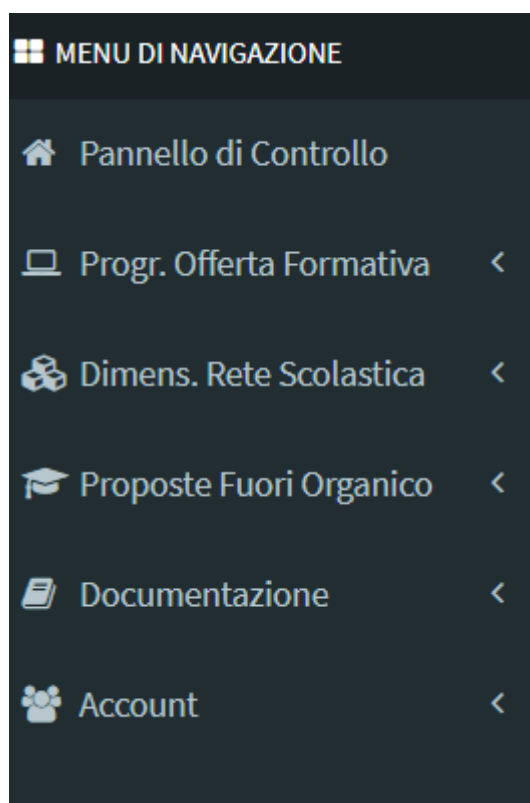 MENU DI NAVIGAZIONE
Pannello di Controllo
Progr. Offerta Formativa
Dimens. Rete Scolastica
Proposte Fuori Organico
Documentazione
Account